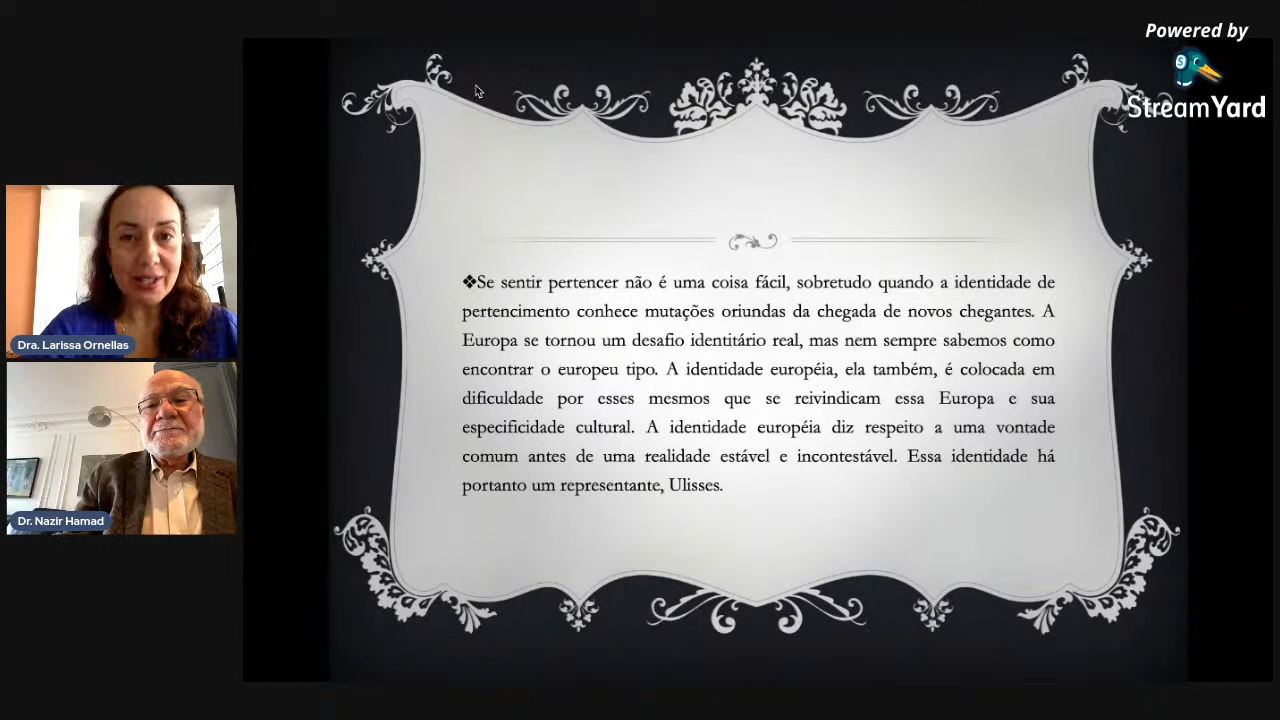 Powered by
StreamYard
❖Se sentir pertencer não é uma coisa fácil, sobretudo quando a identidade de
pertencimento conhece mutações oriundas da chegada de novos chegantes. A
Europa se tornou um desafio identitário real, mas nem sempre sabemos como
encontrar o europeu tipo. A identidade européia, ela também, é colocada em
dificuldade por esses mesmos que se reivindicam essa Europa e sua
especificidade cultural. A identidade européia diz respeito a uma vontade
comum antes de uma realidade estável e incontestável. Essa identidade há
portanto um representante, Ulisses.
Dra. Larissa Ornellas
Dr. Nazir Hamad